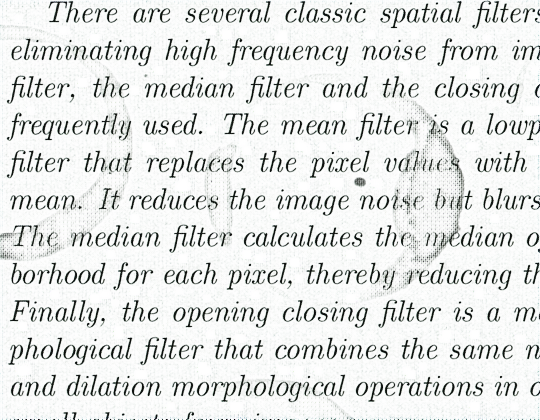 There are several classic spatial filters
eliminating high frequency noise from im
filter, the median filter and the closing o
frequently used. The mean filter is a lowp
filter that replaces the pixel values with
mean. It reduces the image noise but blurs
The median filter calculates the median o
borhood for each pixel, thereby reducing th
Finally, the opening closing filter is a m
phological filter that combines the same n
and dilation morphological operations in o